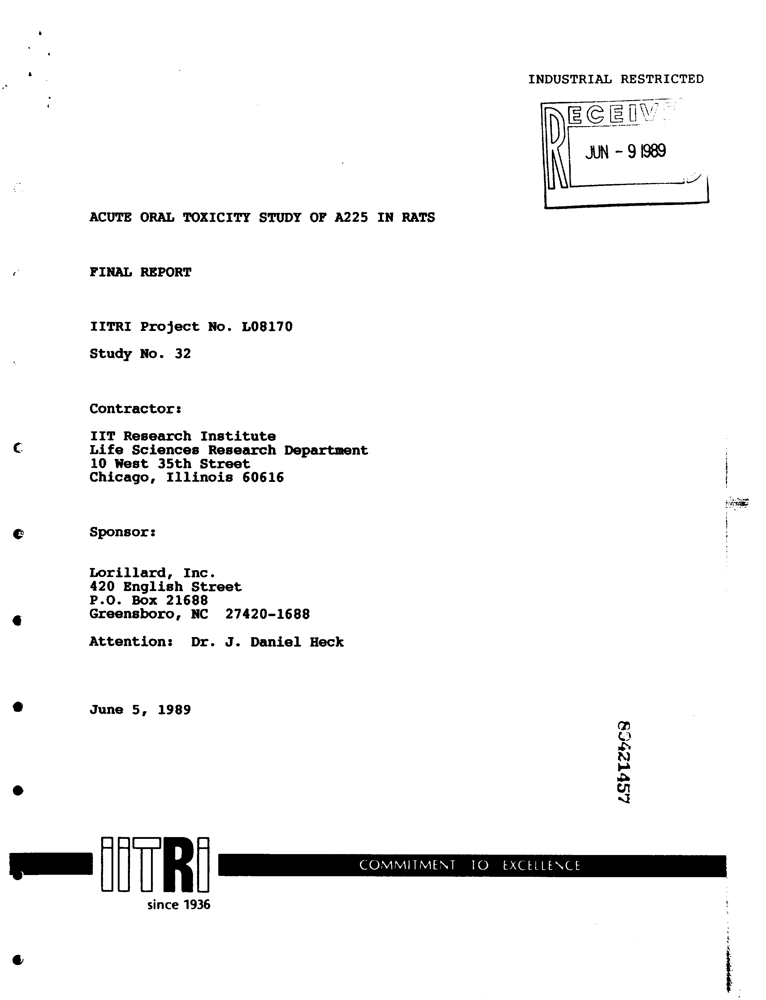 INDUSTRIAL RESTRICTED
RECEIV
JUN - 9 1989
ACUTE ORAL TOXICITY STUDY OF A225 IN RATS
FINAL REPORT
IITRI Project No. L08170
Study No. 32
Contractor:
IIT Research Institute
Life Sciences Research Department
10 West 35th Street
Chicago, Illinois 60616
Sponsor:
Lorillard, Inc.
420 English Street
P.O. Box 21688
Greensboro, NC 27420-1688
Attention: Dr. J. Daniel Heck
June 5, 1989
89421457
IITRI
COMMITMENT TO EXCELLENCE
since 1936